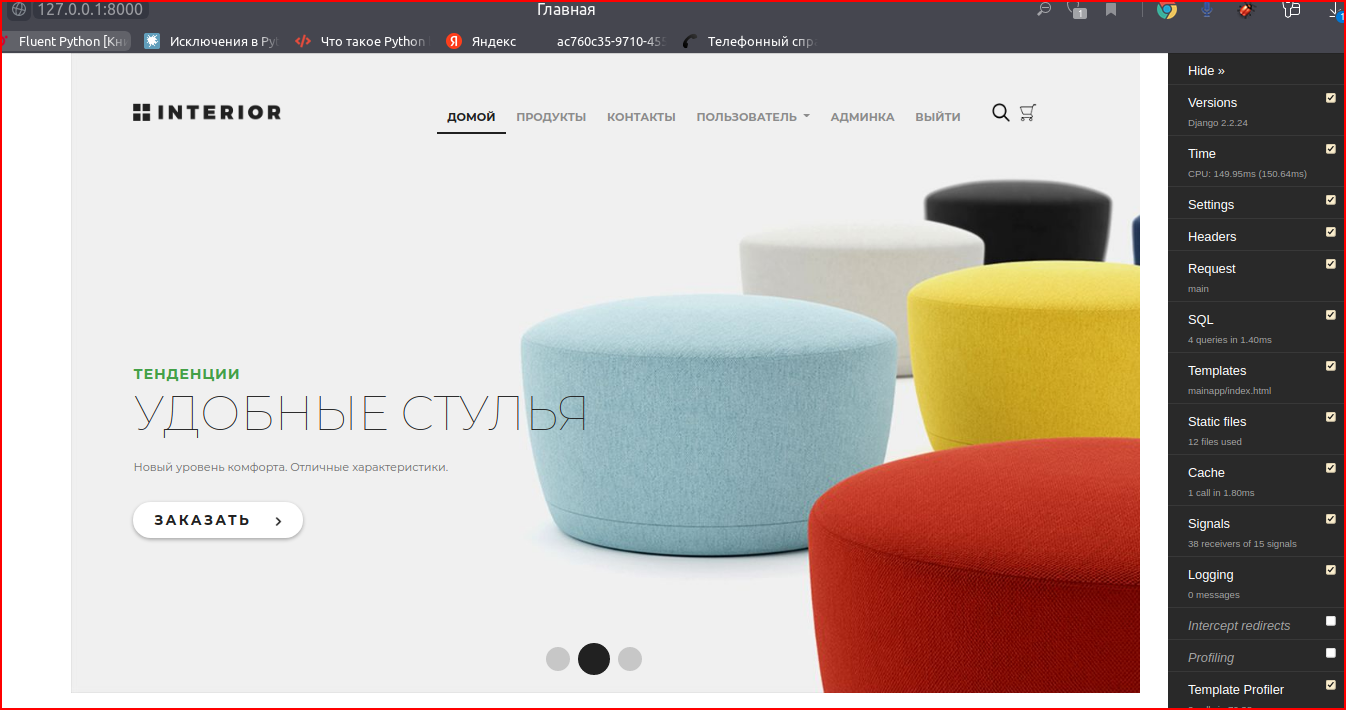 127.0.0.1:8000
Главная
1
Fluent Python [Кн
Исключения в Py
Что такое Python
Яндекс
ac760c35-9710-455
Телефонный спр
INTERIOR
ДОМОЙ
ПРОДУКТЫ
КОНТАКТЫ
ПОЛЬЗОВАТЕЛЬ
АДМИНКА
ВЫЙТИ
ТЕНДЕНЦИИ
УДОБНЫЕ СТУЛЬЯ
Новый уровень комфорта. Отличные характеристики.
ЗАКАЗАТЬ
Hide »
Versions
Django 2.2.24
Time
CPU: 149.95ms (150.64ms)
Settings
Headers
Request
main
SQL
4 queries in 1.40ms
Templates
mainapp/index.html
Static files
12 files used
Cache
1 call in 1.80ms
Signals
38 receivers of 15 signals
Logging
0 messages
Intercept redirects
Profiling
Template Profiler